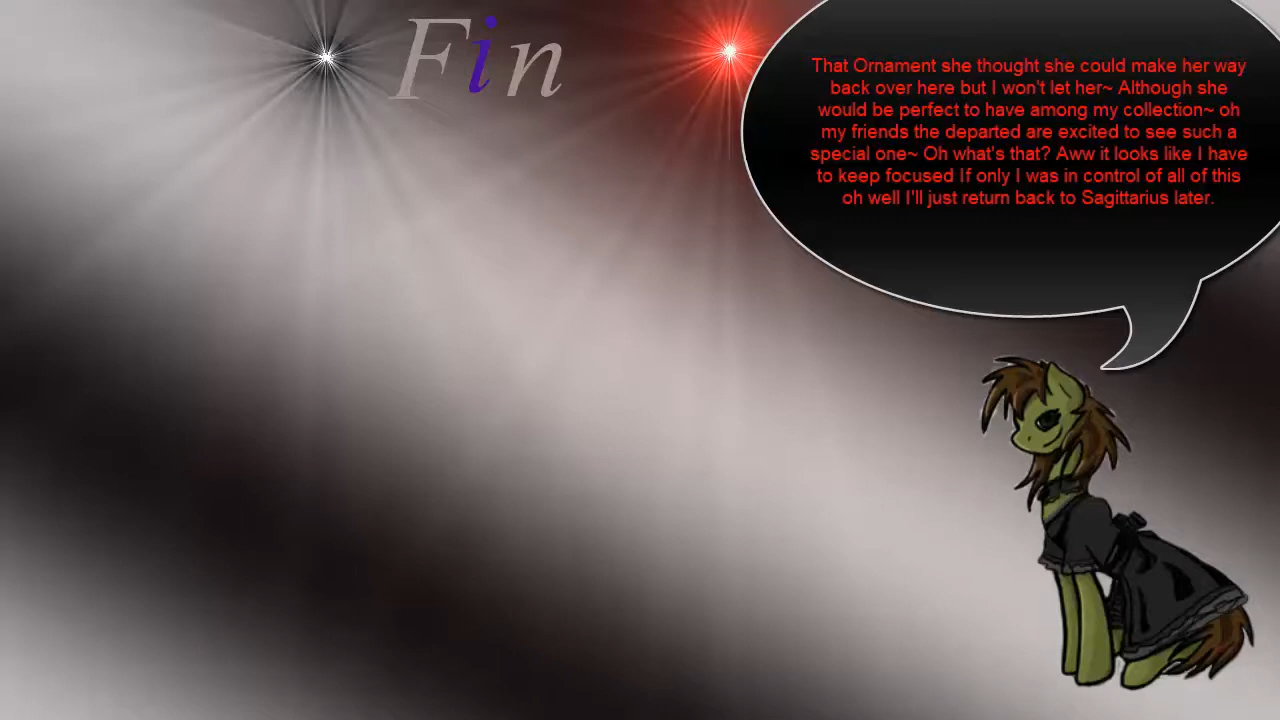 Fin
That Ornament she thought she could make her way
back over here but I won't let her~ Although she
would be perfect to have among my collection~ oh
my friends the departed are excited to see such a
special one~ Oh what's that? Aww it looks like I have
to keep focused If only I was in control of all of this
oh well I'll just return back to Sagittarius later.